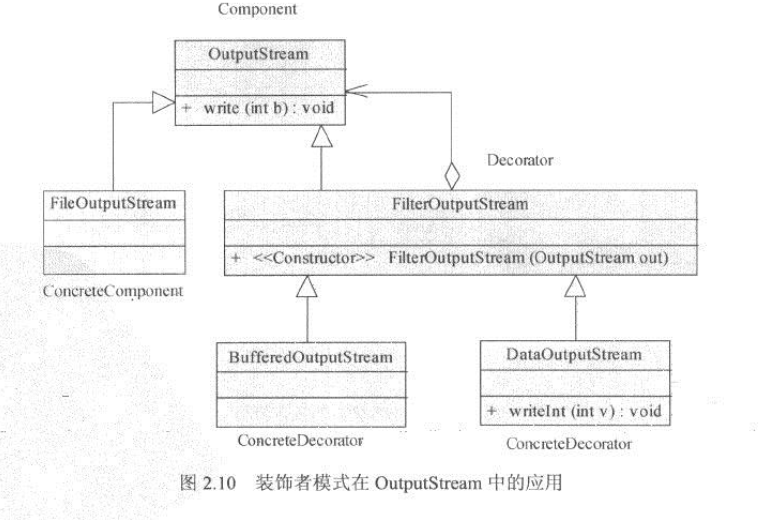 Component
OutputStream
+ write (int b) : void
Decorator
FileOutputStream
FilterOutputStream
+ <<Constructor>> FilterOutputStream (OutputStream out)
ConcreteComponent
BufferedOutputStream
DataOutputStream
+ writeInt (int v) : void
ConcreteDecorator
ConcreteDecorator
图 2.10 装饰者模式在 OutputStream 中的应用